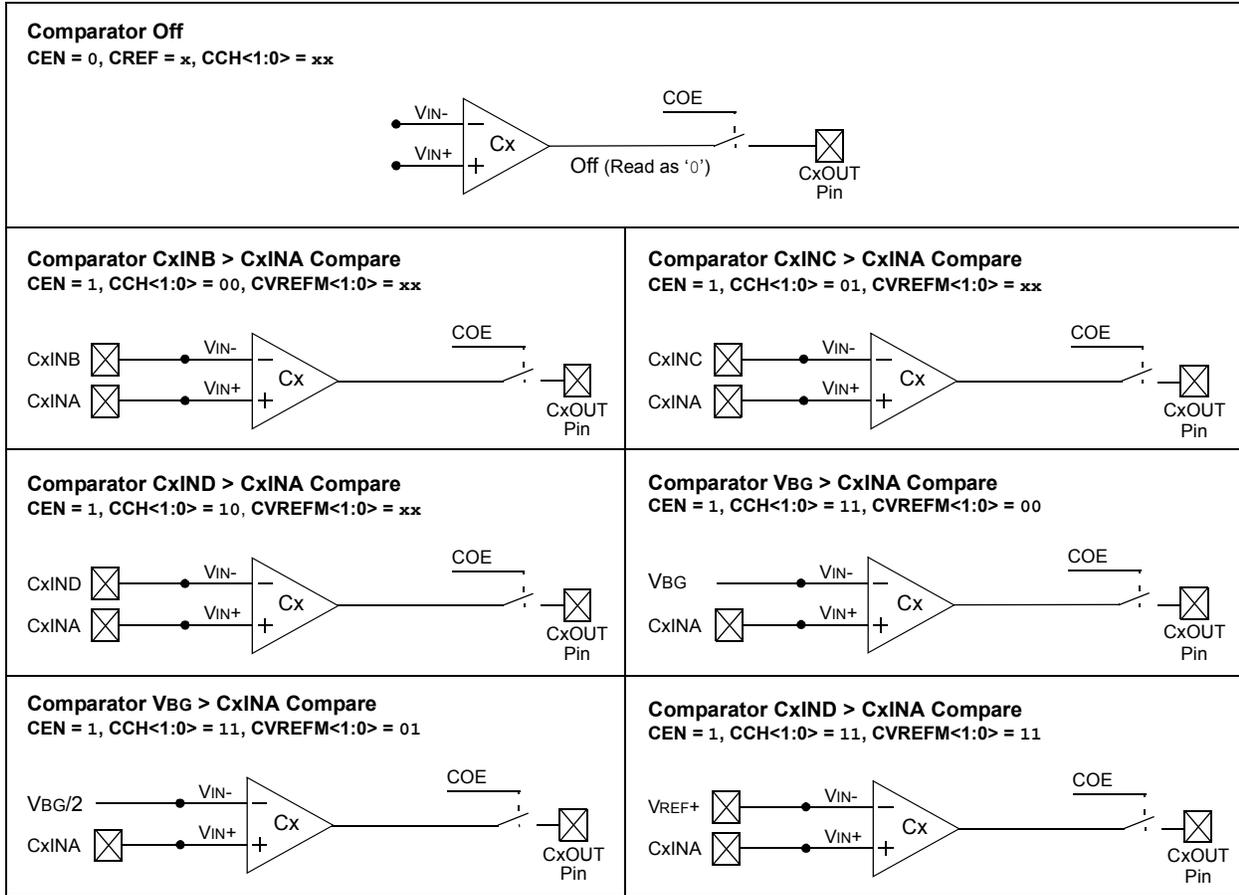 Comparator Off
CEN = 0, CREF = x, CCH<1:0> = xx
COE
VIN-
Cx
VIN+
Off (Read as ‘0’)
CxOUT
Pin
Comparator CxINB > CxINA Compare
CEN = 1, CCH<1:0> = 00, CVREFM<1:0> = xx
COE
CxINB
VIN-
Cx
CxINA
VIN+
CxOUT
Pin
Comparator CxINC > CxINA Compare
CEN = 1, CCH<1:0> = 01, CVREFM<1:0> = xx
COE
CxINC
VIN-
Cx
CxINA
VIN+
CxOUT
Pin
Comparator CxIND > CxINA Compare
CEN = 1, CCH<1:0> = 10, CVREFM<1:0> = xx
COE
CxIND
VIN-
Cx
CxINA
VIN+
CxOUT
Pin
Comparator VBG > CxINA Compare
CEN = 1, CCH<1:0> = 11, CVREFM<1:0> = 00
COE
VBG
VIN-
Cx
CxINA
VIN+
CxOUT
Pin
Comparator VBG > CxINA Compare
CEN = 1, CCH<1:0> = 11, CVREFM<1:0> = 01
COE
VBG/2
VIN-
Cx
CxINA
VIN+
CxOUT
Pin
Comparator CxIND > CxINA Compare
CEN = 1, CCH<1:0> = 11, CVREFM<1:0> = 11
COE
VREF+
VIN-
Cx
CxINA
VIN+
CxOUT
Pin